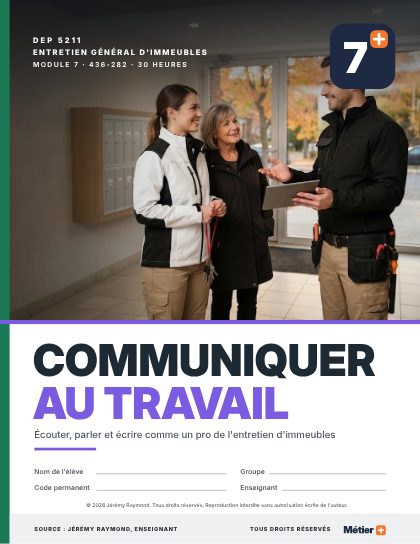 DEP 5211
ENTRETIEN GÉNÉRAL D'IMMEUBLES
MODULE 7 · 436-282 · 30 HEURES
7+
COMMUNIQUER
AU TRAVAIL
Écouter, parler et écrire comme un pro de l'entretien d'immeubles
Nom de l'élève
Groupe
Code permanent
Enseignant
© 2026 Jérémy Raymond. Tous droits réservés. Reproduction interdite sans autorisation écrite de l'auteur.
SOURCE : JÉRÉMY RAYMOND, ENSEIGNANT
TOUS DROITS RÉSERVÉS
Métier+